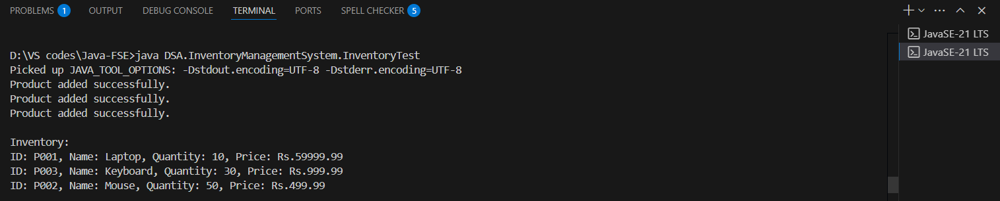 PROBLEMS 1 OUTPUT DEBUG CONSOLE TERMINAL PORTS SPELL CHECKER 5
JavaSE-21 LTS
JavaSE-21 LTS
D:\VS codes\Java-FSE>java DSA.InventoryManagementSystem.InventoryTest
Picked up JAVA_TOOL_OPTIONS: -Dstdout.encoding=UTF-8 -Dstderr.encoding=UTF-8
Product added successfully.
Product added successfully.
Product added successfully.
Inventory:
ID: P001, Name: Laptop, Quantity: 10, Price: Rs.59999.99
ID: P003, Name: Keyboard, Quantity: 30, Price: Rs.999.99
ID: P002, Name: Mouse, Quantity: 50, Price: Rs.499.99